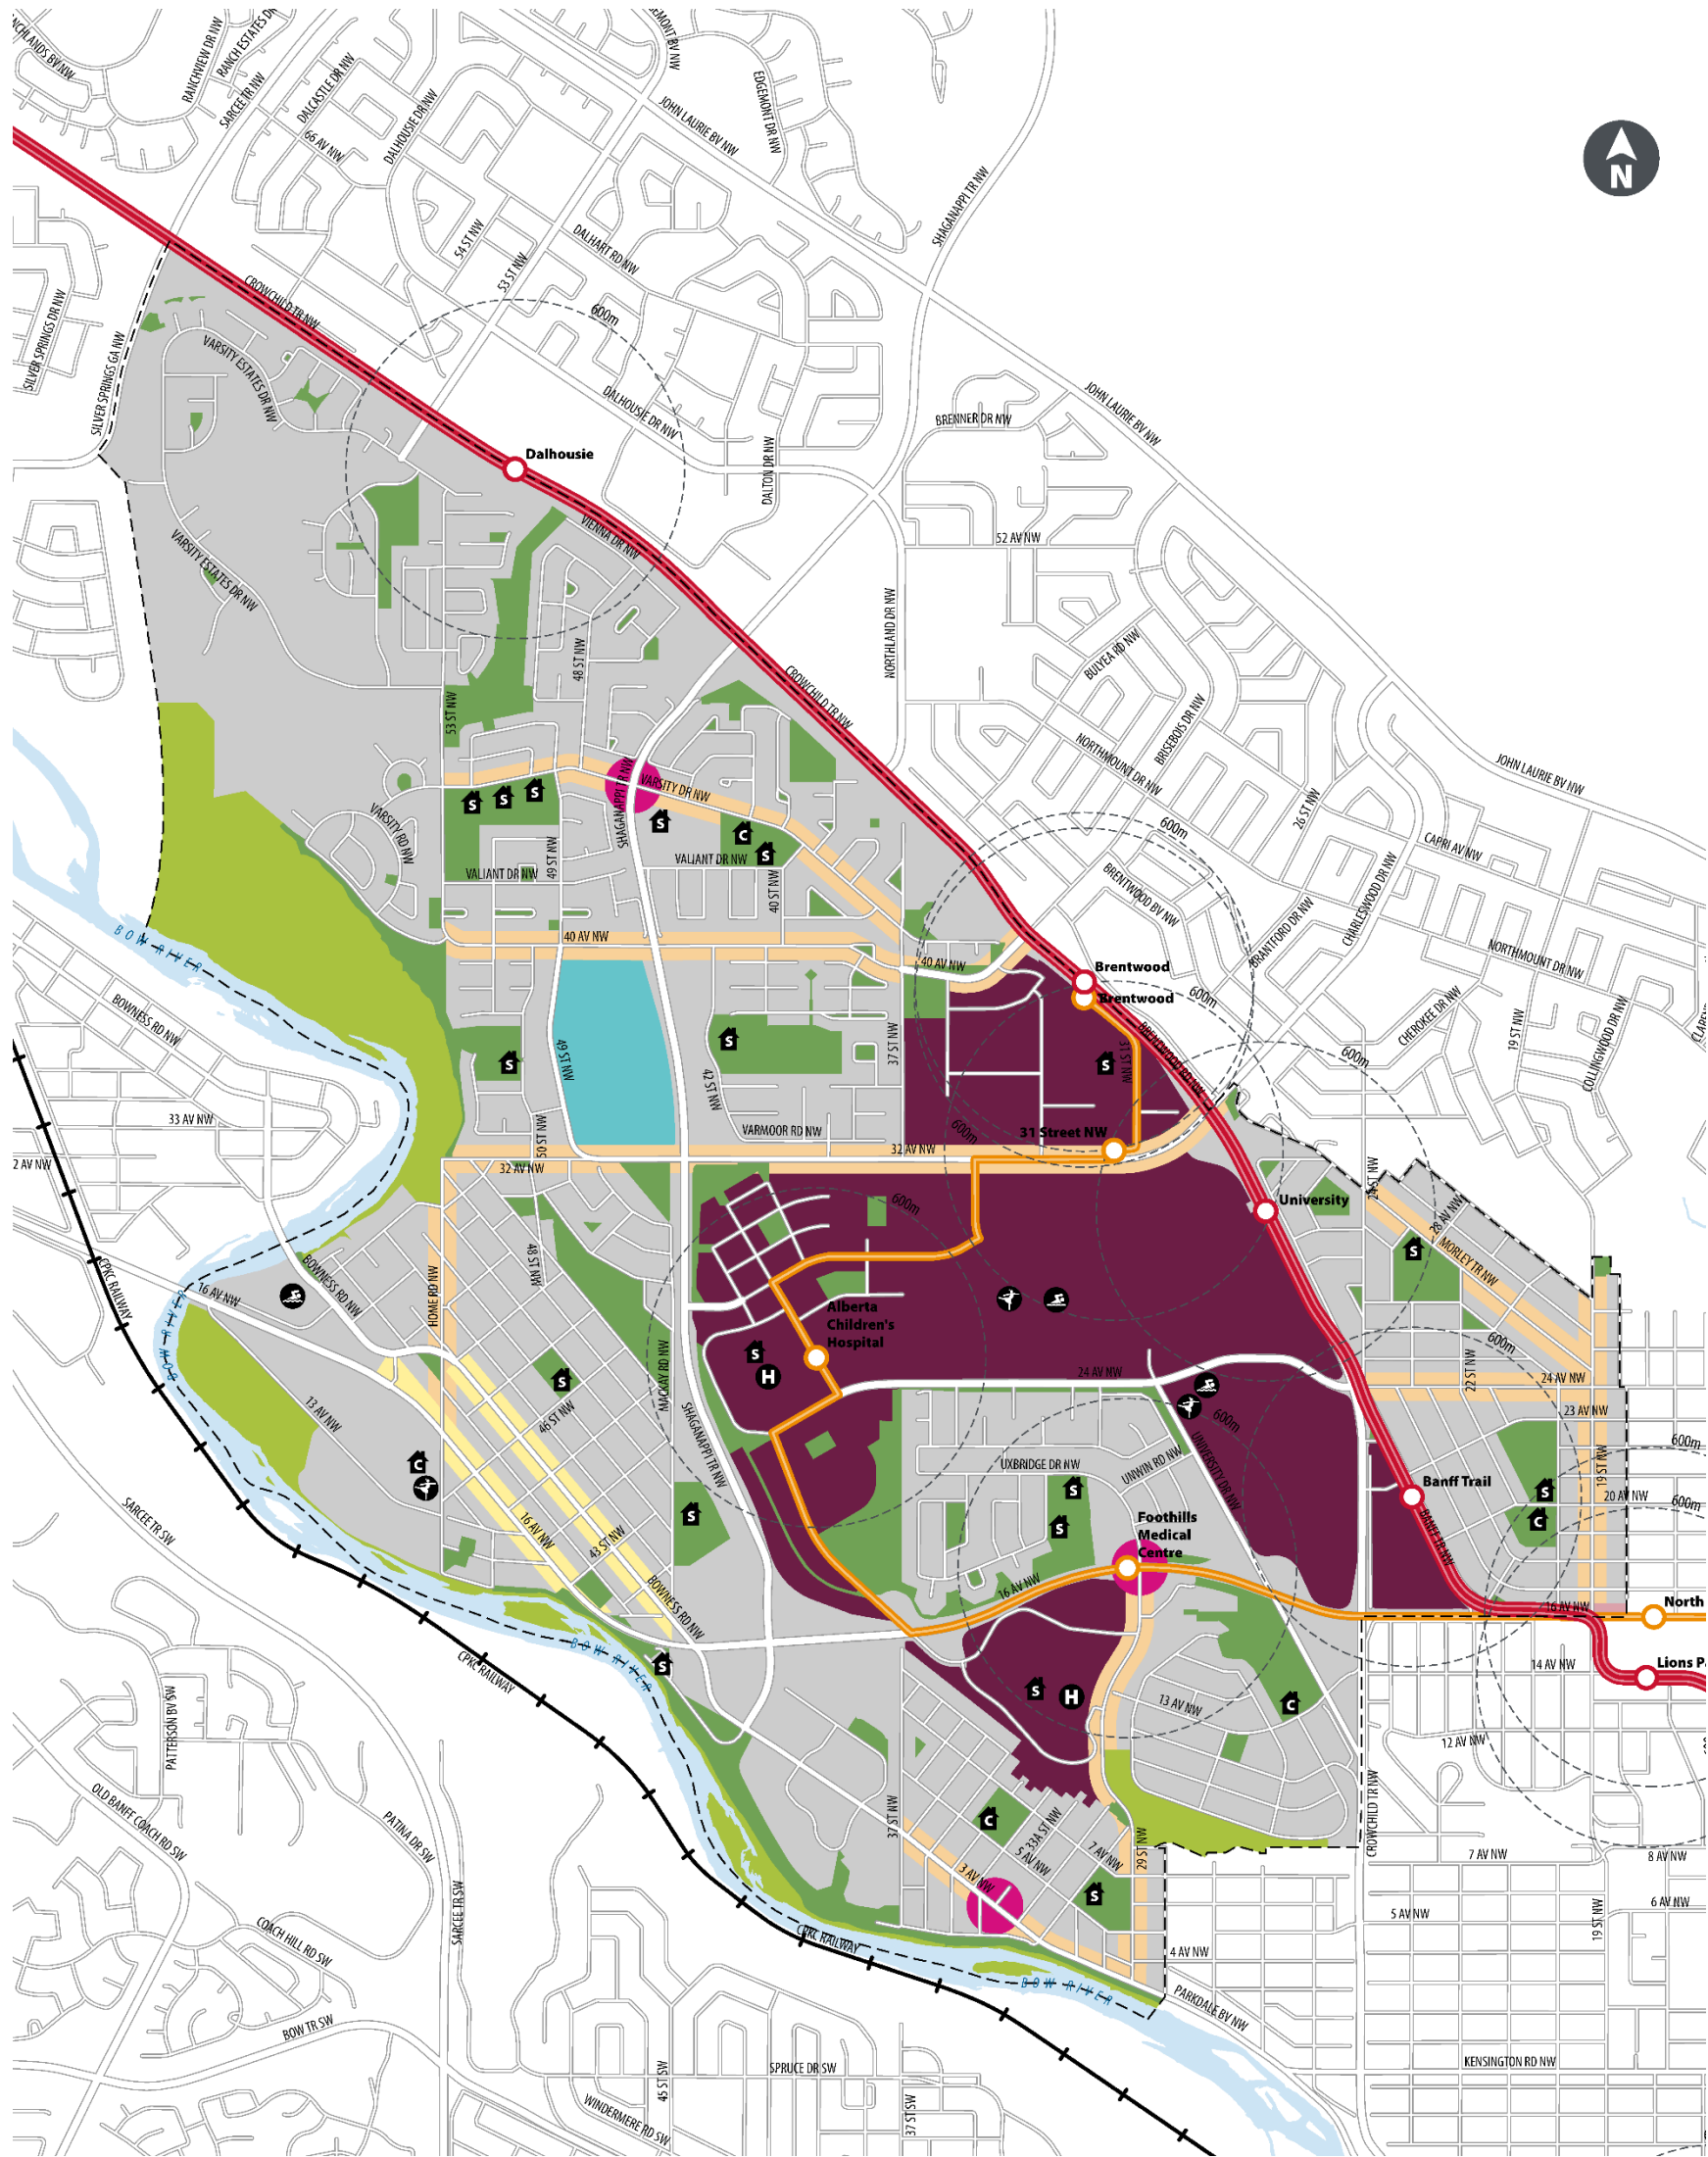 RANCHVIEW DR NW
RANCH ESTATES DR
SARCEE TR NW
DALCASTLE DR NW
66 AV NW
DALHOUSIE DR NW
JOHN LAURIE BV NW
EDGEMONT DR NW
SHAGANAPPI TR NW
N
54 ST NW
53 ST NW
DALHART RD NW
SILVER SPRINGS DR NW
SILVER SPRINGS GA NW
CROWCHILD TR NW
600m
VARSITY ESTATES DR NW
DALHOUSIE DR NW
BRENNER DR NW
JOHN LAURIE BV NW
Dalhousie
DALTON DR NW
VIENNA DR NW
52 AV NW
VARSITY ESTATES DR NW
NORTHLAND DR NW
48 ST NW
BULYEA RD NW
53 ST NW
CROWCHILD TR NW
BRISEBOIS DR NW
NORTHMOUNT DR NW
JOHN LAURIE BV NW
SHAGANAPPI TR NW
VARSITY DR NW
S
S
S
S
C
S
VARSITY RD NW
VALIANT DR NW
VALIANT DR NW
49 ST NW
40 ST NW
600m
26 ST NW
CAPRI AV NW
BRENTWOOD BV NW
CHARLESWOOD DR NW
BRANTFORD DR NW
BOW RIVER
40 AV NW
40 AV NW
NORTHMOUNT DR NW
Brentwood
Brentwood
600m
BOWNESS RD NW
CHEROKEE DR NW
19 ST NW
COLLINGWOOD DR NW
S
S
49 ST NW
42 ST NW
37 ST NW
S
31 ST NW
BRENTWOOD RD NW
600m
33 AV NW
VARMOOR RD NW
600m
31 Street NW
2 AV NW
50 ST NW
32 AV NW
32 AV NW
24 ST NW
University
600m
28 AV NW
MORLEY TR NW
S
48 ST NW
BOWNESS RD NW
CPKC RAILWAY
16 AV NW
BOW RIVER
HOME RD NW
Alberta
Children's
Hospital
600m
S
H
MACKAY RD NW
24 AV NW
22 ST NW
24 AV NW
S
23 AV NW
13 AV NW
46 ST NW
SHAGANAPPI TR NW
600m
UNIVERSITY DR NW
600m
C
UXBRIDGE DR NW
UNWIN RD NW
Banff Trail
19 ST NW
20 AV NW
600m
S
S
S
S
C
SARCEE TR SW
16 AV NW
43 ST NW
Foothills
Medical
Centre
BANFF TR NW
16 AV NW
BOWNESS RD NW
16 AV NW
North
S
BOW RIVER
CPKC RAILWAY
14 AV NW
Lions P
S
H
13 AV NW
C
PATTERSON BV SW
12 AV NW
OLD BANFF COACH RD SW
PATINA DR SW
37 ST NW
C
33A ST NW
5 AV NW
7 AV NW
29 ST NW
CROWCHILD TR NW
7 AV NW
8 AV NW
3 AV NW
S
6 AV NW
5 AV NW
19 ST NW
COACH HILL RD SW
SARCEE TR SW
CPKC RAILWAY
4 AV NW
BOW RIVER
PARKDALE BV NW
BOW TR SW
45 ST SW
SPRUCE DR SW
KENSINGTON RD NW
WINDERMERE RD SW
37 ST SW